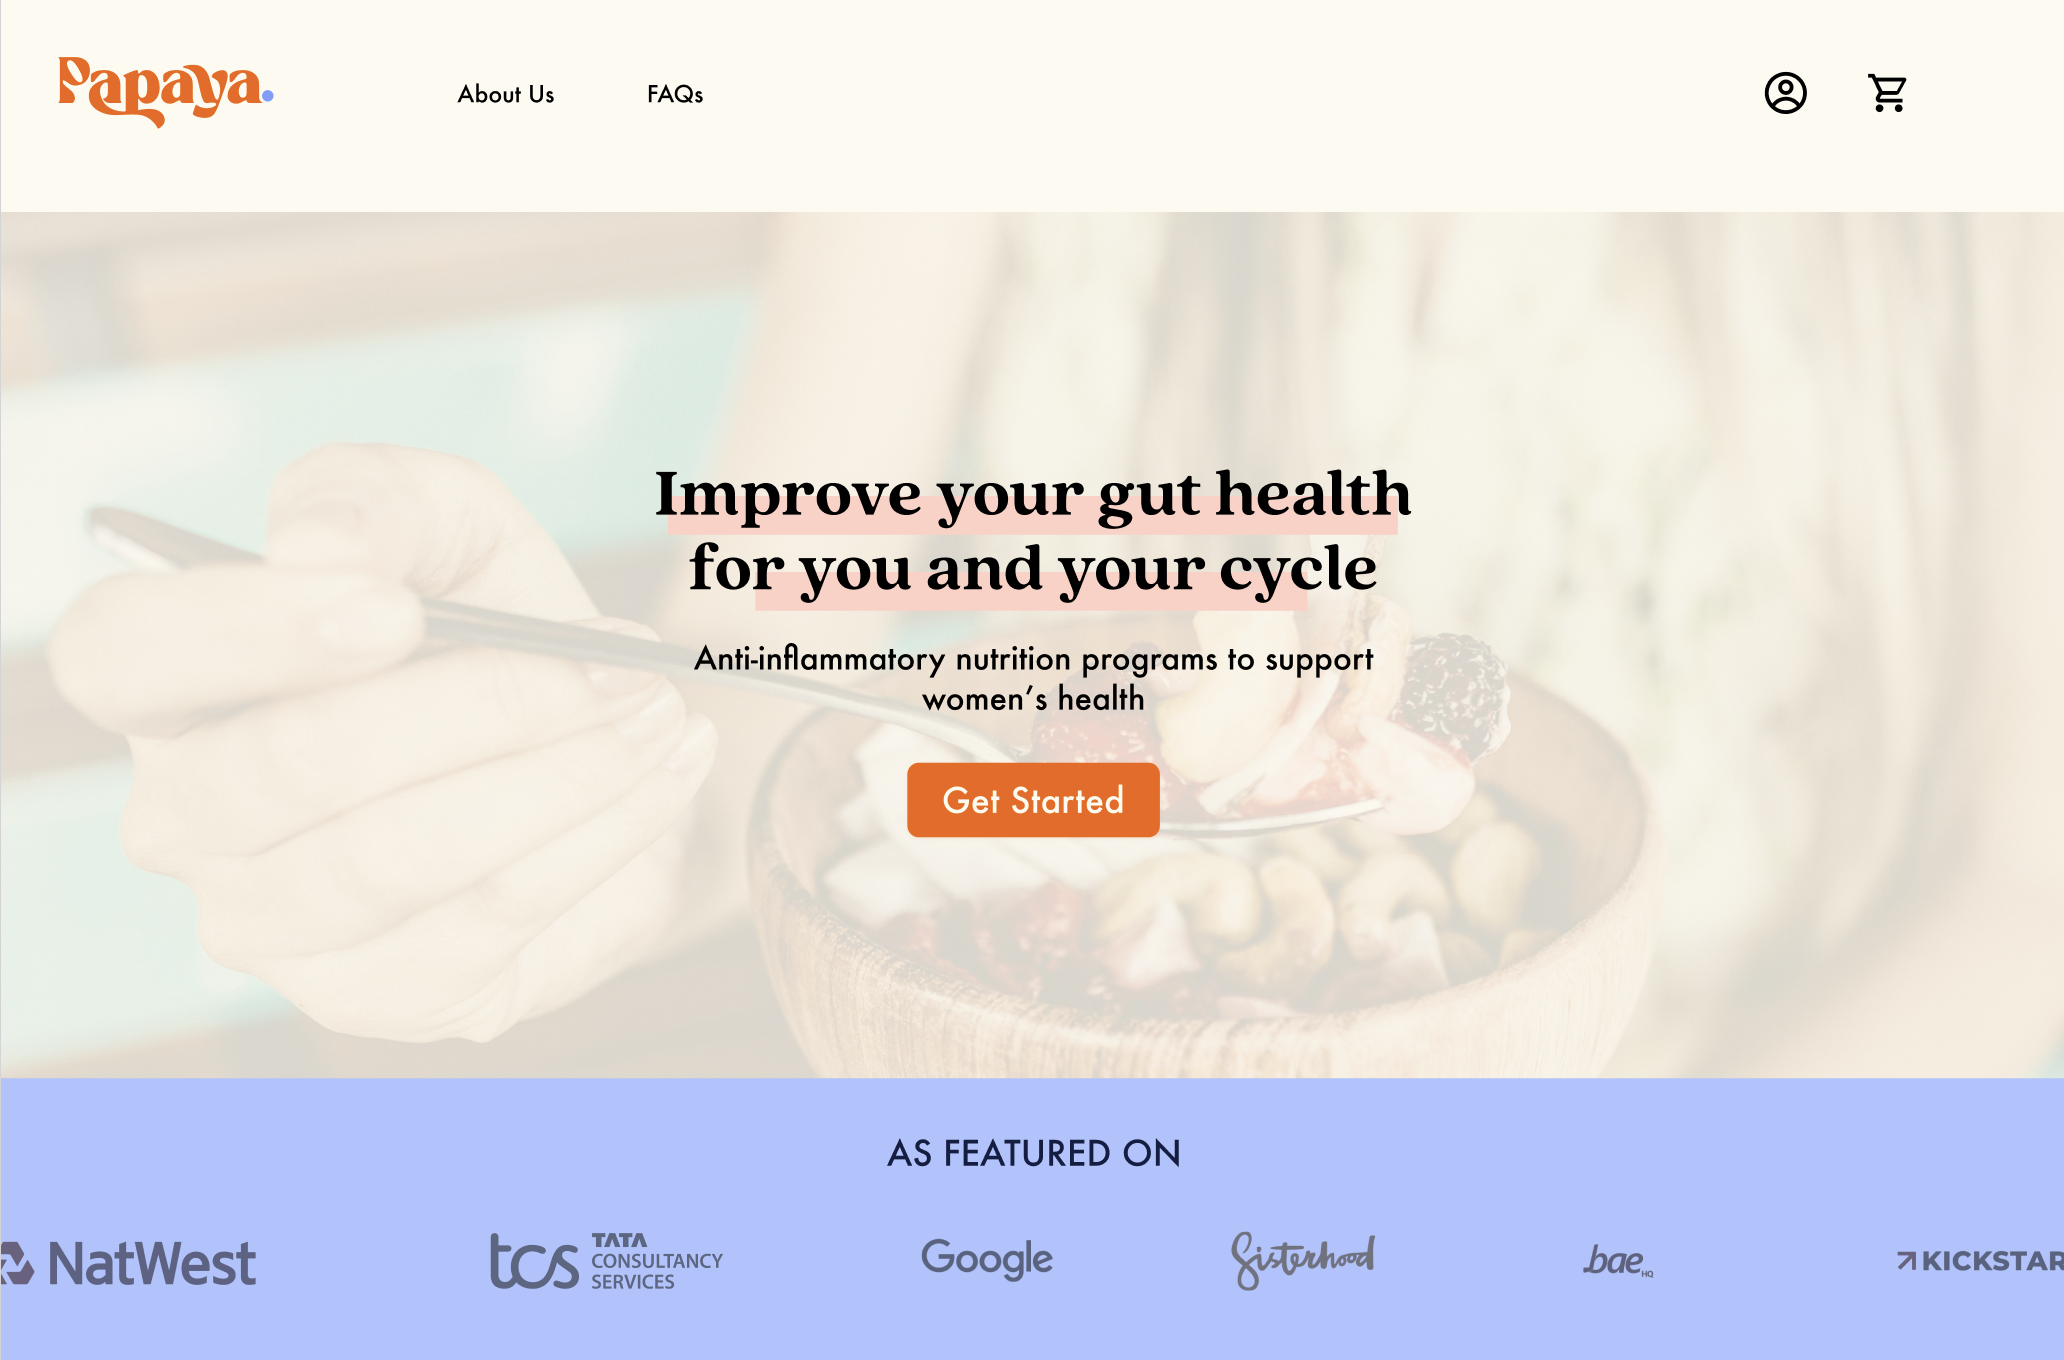 Papaya.
About Us
FAQs
Improve your gut health
for you and your cycle
Anti-inflammatory nutrition programs to support
women’s health
Get Started
AS FEATURED ON
NatWest
tcs TATA
CONSULTANCY
SERVICES
Google
Sisterhood
.bae HQ
KICKSTAR